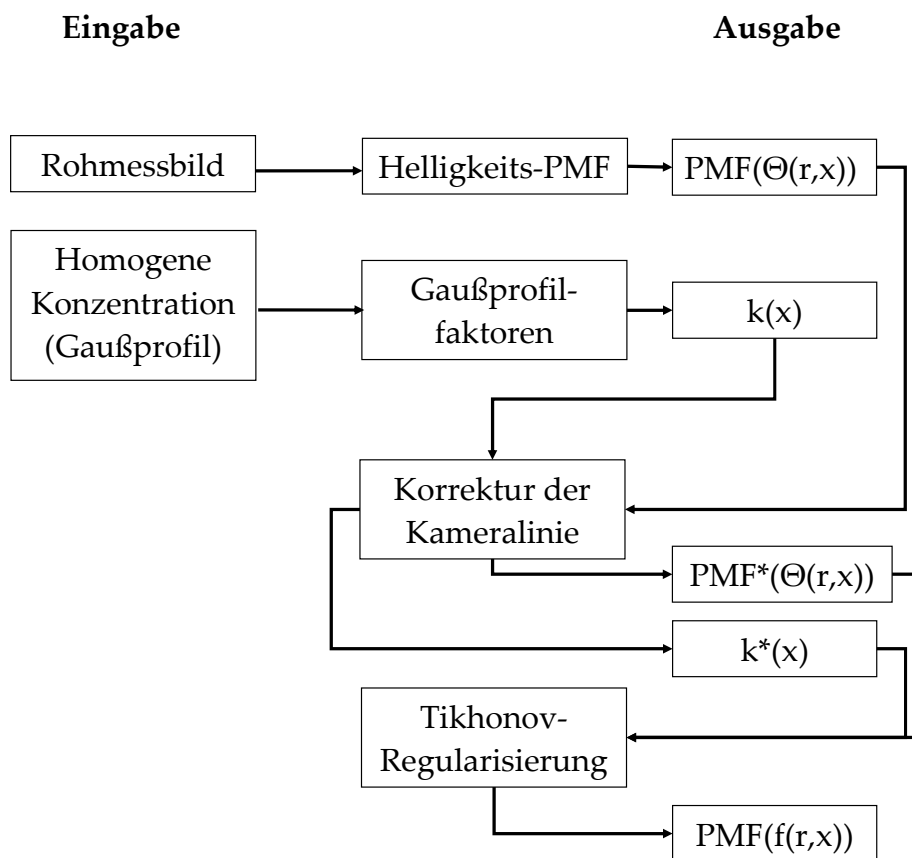 Eingabe
Ausgabe
Rohmessbild
Helligkeits-PMF
PMF(Θ(r,x))
Homogene
Konzentration
(Gaußprofil)
Gaußprofil-
faktoren
k(x)
Korrektur der
Kameralinie
PMF*(Θ(r,x))
k*(x)
Tikhonov-
Regularisierung
PMF(f(r,x))